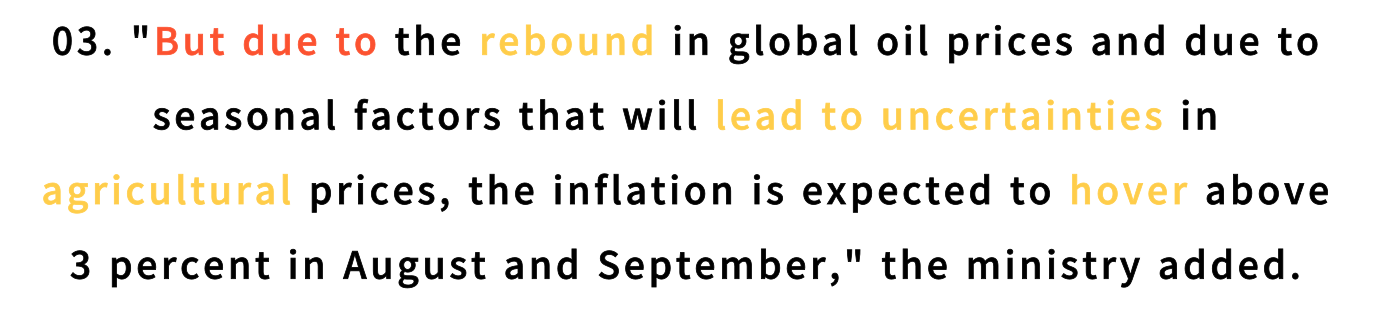 03. "But due to the rebound in global oil prices and due to
seasonal factors that will lead to uncertainties in
agricultural prices, the inflation is expected to hover above
3 percent in August and September," the ministry added.